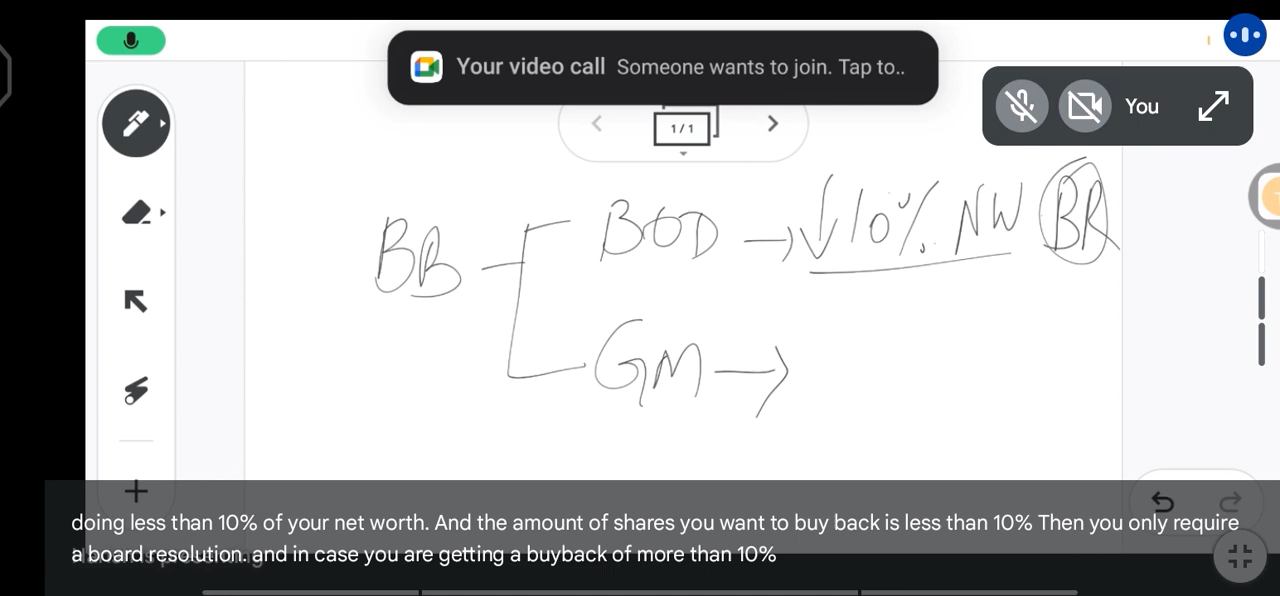 Your video call Someone wants to join. Tap to..
You
1/1
BB
BOD → ↓10% NW BR
GM →
doing less than 10% of your net worth. And the amount of shares you want to buy back is less than 10% Then you only require
a board resolution. and in case you are getting a buyback of more than 10%